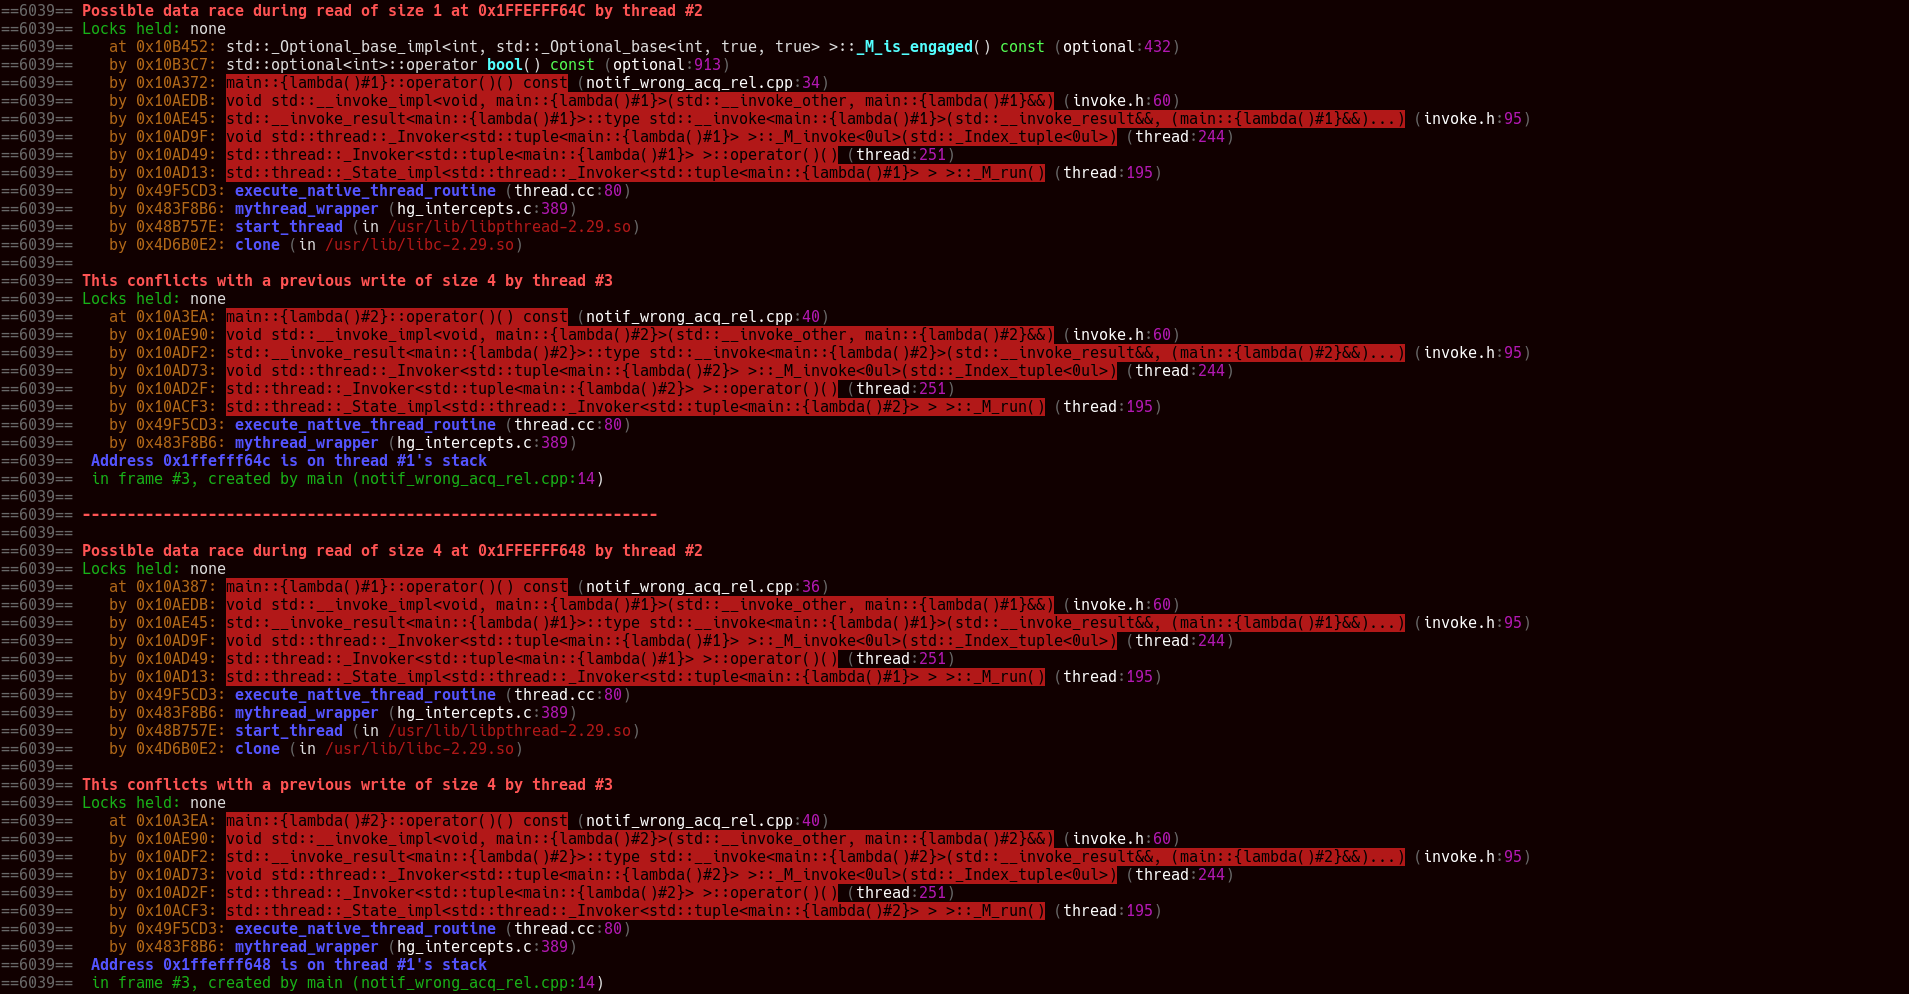 ==6039== Possible data race during read of size 1 at 0x1FFEFFF64C by thread #2
==6039== Locks held: none
==6039==    at 0x10B452: std::_Optional_base_impl<int, std::_Optional_base<int, true, true> >::_M_is_engaged() const (optional:432)
==6039==    by 0x10B3C7: std::optional<int>::operator bool() const (optional:913)
==6039==    by 0x10A372: main::{lambda()#1}::operator()() const (notif_wrong_acq_rel.cpp:34)
==6039==    by 0x10AEDB: void std::__invoke_impl<void, main::{lambda()#1}>(std::__invoke_other, main::{lambda()#1}&&) (invoke.h:60)
==6039==    by 0x10AE45: std::__invoke_result<main::{lambda()#1}>::type std::__invoke<main::{lambda()#1}>(std::__invoke_result&&, (main::{lambda()#1}&&)...) (invoke.h:95)
==6039==    by 0x10AD9F: void std::thread::_Invoker<std::tuple<main::{lambda()#1}> >::_M_invoke<0ul>(std::_Index_tuple<0ul>) (thread:244)
==6039==    by 0x10AD49: std::thread::_Invoker<std::tuple<main::{lambda()#1}> >::operator()() (thread:251)
==6039==    by 0x10AD13: std::thread::_State_impl<std::thread::_Invoker<std::tuple<main::{lambda()#1}> > >::_M_run() (thread:195)
==6039==    by 0x49F5CD3: execute_native_thread_routine (thread.cc:80)
==6039==    by 0x483F8B6: mythread_wrapper (hg_intercepts.c:389)
==6039==    by 0x48B757E: start_thread (in /usr/lib/libpthread-2.29.so)
==6039==    by 0x4D6B0E2: clone (in /usr/lib/libc-2.29.so)
==6039==
==6039== This conflicts with a previous write of size 4 by thread #3
==6039== Locks held: none
==6039==    at 0x10A3EA: main::{lambda()#2}::operator()() const (notif_wrong_acq_rel.cpp:40)
==6039==    by 0x10AE90: void std::__invoke_impl<void, main::{lambda()#2}>(std::__invoke_other, main::{lambda()#2}&&) (invoke.h:60)
==6039==    by 0x10ADF2: std::__invoke_result<main::{lambda()#2}>::type std::__invoke<main::{lambda()#2}>(std::__invoke_result&&, (main::{lambda()#2}&&)...) (invoke.h:95)
==6039==    by 0x10AD73: void std::thread::_Invoker<std::tuple<main::{lambda()#2}> >::_M_invoke<0ul>(std::_Index_tuple<0ul>) (thread:244)
==6039==    by 0x10AD2F: std::thread::_Invoker<std::tuple<main::{lambda()#2}> >::operator()() (thread:251)
==6039==    by 0x10ACF3: std::thread::_State_impl<std::thread::_Invoker<std::tuple<main::{lambda()#2}> > >::_M_run() (thread:195)
==6039==    by 0x49F5CD3: execute_native_thread_routine (thread.cc:80)
==6039==    by 0x483F8B6: mythread_wrapper (hg_intercepts.c:389)
==6039==  Address 0x1ffefff64c is on thread #1's stack
==6039==  in frame #3, created by main (notif_wrong_acq_rel.cpp:14)
==6039==
==6039== ----------------------------------------------------------------
==6039==
==6039== Possible data race during read of size 4 at 0x1FFEFFF648 by thread #2
==6039== Locks held: none
==6039==    at 0x10A387: main::{lambda()#1}::operator()() const (notif_wrong_acq_rel.cpp:36)
==6039==    by 0x10AEDB: void std::__invoke_impl<void, main::{lambda()#1}>(std::__invoke_other, main::{lambda()#1}&&) (invoke.h:60)
==6039==    by 0x10AE45: std::__invoke_result<main::{lambda()#1}>::type std::__invoke<main::{lambda()#1}>(std::__invoke_result&&, (main::{lambda()#1}&&)...) (invoke.h:95)
==6039==    by 0x10AD9F: void std::thread::_Invoker<std::tuple<main::{lambda()#1}> >::_M_invoke<0ul>(std::_Index_tuple<0ul>) (thread:244)
==6039==    by 0x10AD49: std::thread::_Invoker<std::tuple<main::{lambda()#1}> >::operator()() (thread:251)
==6039==    by 0x10AD13: std::thread::_State_impl<std::thread::_Invoker<std::tuple<main::{lambda()#1}> > >::_M_run() (thread:195)
==6039==    by 0x49F5CD3: execute_native_thread_routine (thread.cc:80)
==6039==    by 0x483F8B6: mythread_wrapper (hg_intercepts.c:389)
==6039==    by 0x48B757E: start_thread (in /usr/lib/libpthread-2.29.so)
==6039==    by 0x4D6B0E2: clone (in /usr/lib/libc-2.29.so)
==6039==
==6039== This conflicts with a previous write of size 4 by thread #3
==6039== Locks held: none
==6039==    at 0x10A3EA: main::{lambda()#2}::operator()() const (notif_wrong_acq_rel.cpp:40)
==6039==    by 0x10AE90: void std::__invoke_impl<void, main::{lambda()#2}>(std::__invoke_other, main::{lambda()#2}&&) (invoke.h:60)
==6039==    by 0x10ADF2: std::__invoke_result<main::{lambda()#2}>::type std::__invoke<main::{lambda()#2}>(std::__invoke_result&&, (main::{lambda()#2}&&)...) (invoke.h:95)
==6039==    by 0x10AD73: void std::thread::_Invoker<std::tuple<main::{lambda()#2}> >::_M_invoke<0ul>(std::_Index_tuple<0ul>) (thread:244)
==6039==    by 0x10AD2F: std::thread::_Invoker<std::tuple<main::{lambda()#2}> >::operator()() (thread:251)
==6039==    by 0x10ACF3: std::thread::_State_impl<std::thread::_Invoker<std::tuple<main::{lambda()#2}> > >::_M_run() (thread:195)
==6039==    by 0x49F5CD3: execute_native_thread_routine (thread.cc:80)
==6039==    by 0x483F8B6: mythread_wrapper (hg_intercepts.c:389)
==6039==  Address 0x1ffefff648 is on thread #1's stack
==6039==  in frame #3, created by main (notif_wrong_acq_rel.cpp:14)